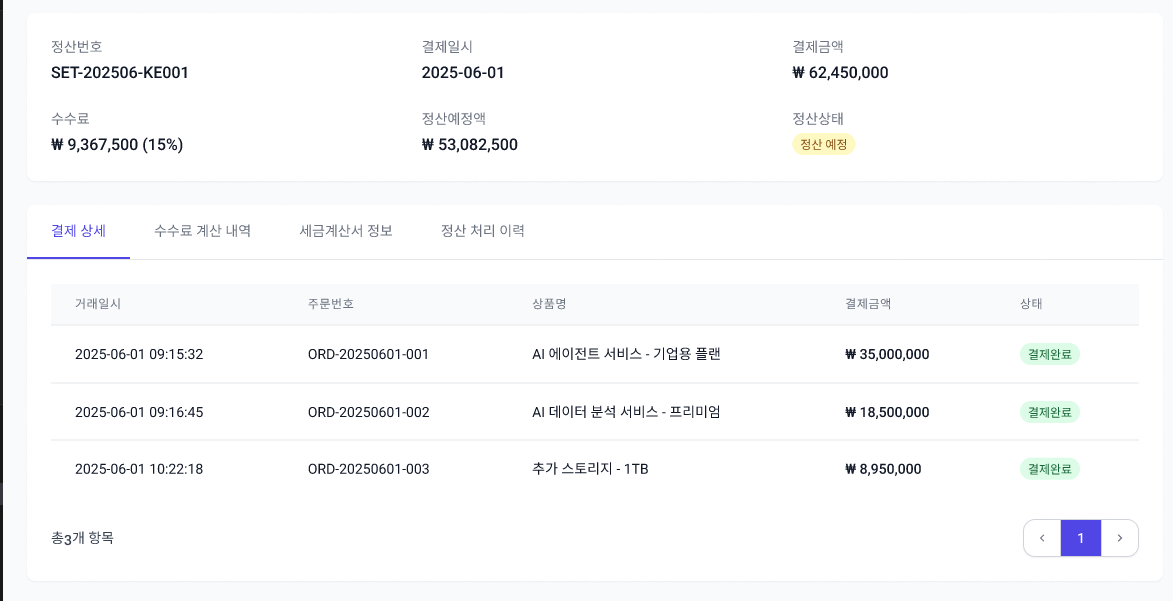 정산번호 결제일시 결제금액
SET-202506-KE001 2025-06-01 ₩ 62,450,000
수수료 정산예정액 정산상태
₩ 9,367,500 (15%) ₩ 53,082,500 정산 예정
결제 상세 수수료 계산 내역 세금계산서 정보 정산 처리 이력
거래일시 주문번호 상품명 결제금액 상태
2025-06-01 09:15:32 ORD-20250601-001 AI 에이전트 서비스 - 기업용 플랜 ₩ 35,000,000 결제완료
2025-06-01 09:16:45 ORD-20250601-002 AI 데이터 분석 서비스 - 프리미엄 ₩ 18,500,000 결제완료
2025-06-01 10:22:18 ORD-20250601-003 추가 스토리지 - 1TB ₩ 8,950,000 결제완료
총3개 항목 ‹ 1 ›